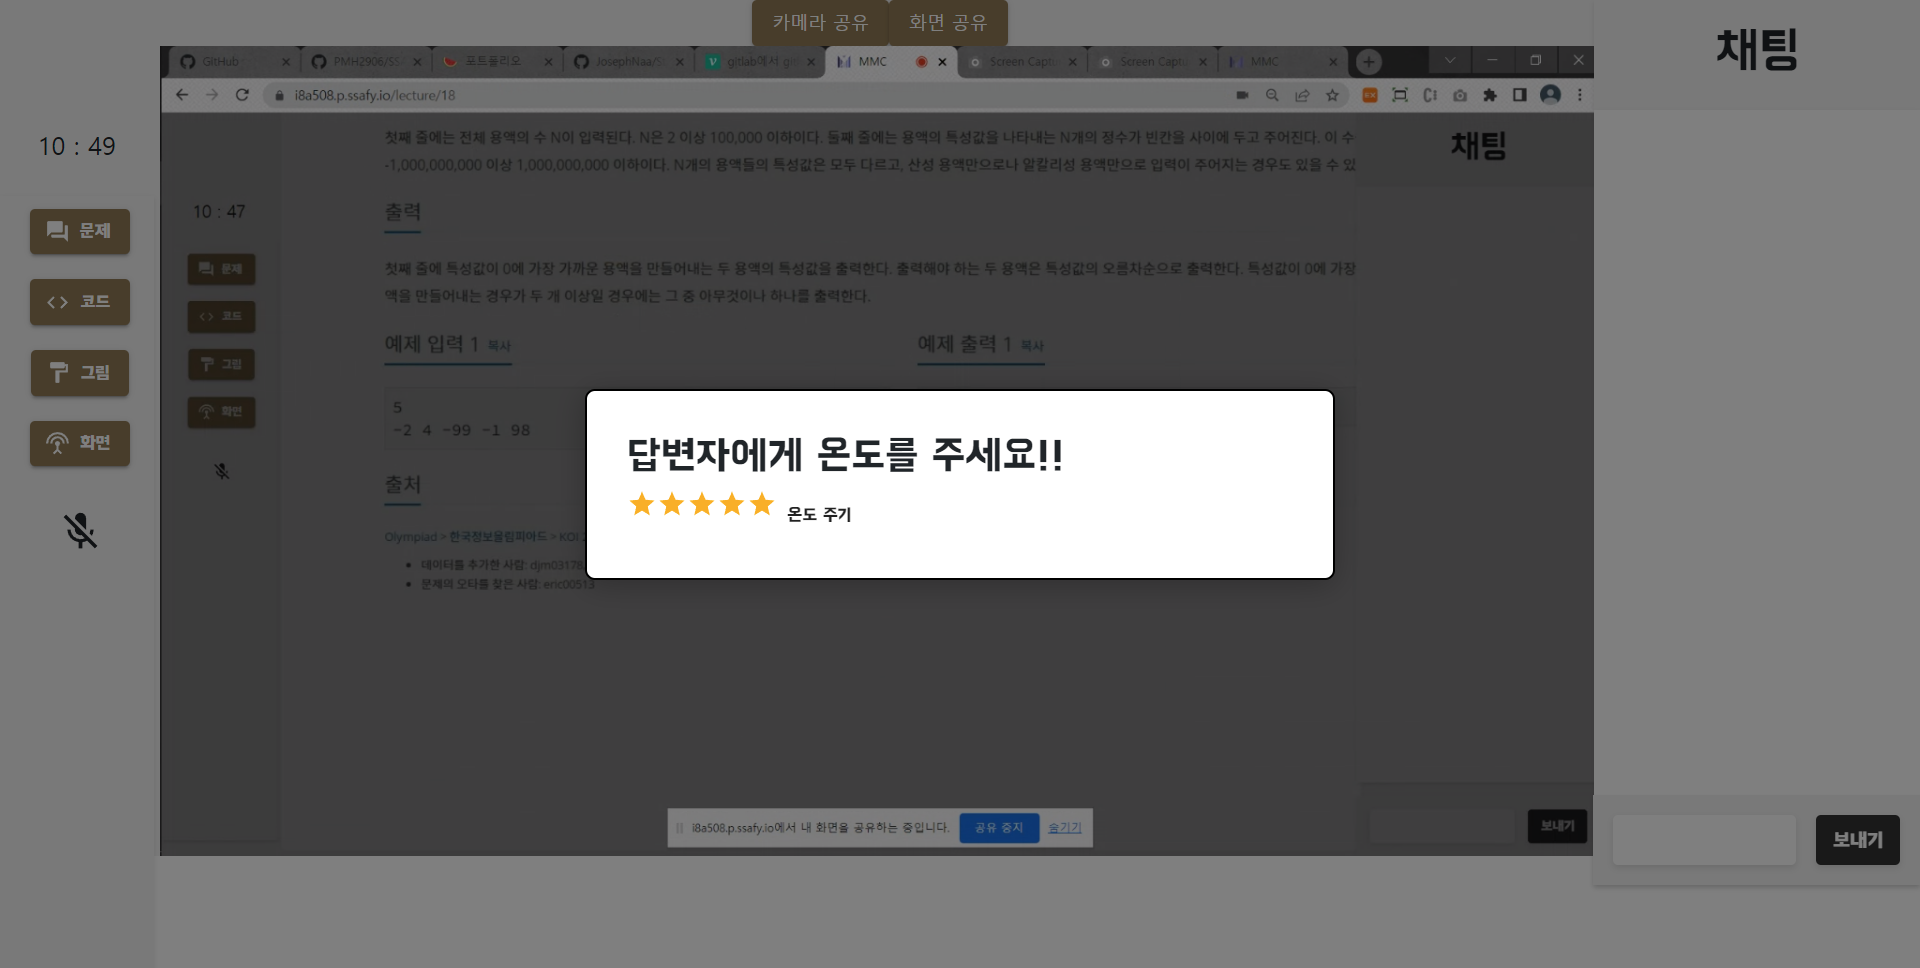 카메라 공유 화면 공유
채팅
10 : 49
문제
코드
그림
화면
GitHub PMH2906/SS 포트폴리오 JosephNaa/S gitlab에서 git MMC Screen Captu Screen Captu MMC
i8a508.p.ssafy.io/lecture/18
첫째 줄에는 전체 용액의 수 N이 입력된다. N은 2 이상 100,000 이하이다. 둘째 줄에는 용액의 특성값을 나타내는 N개의 정수가 빈칸을 사이에 두고 주어진다. 이 수
-1,000,000,000 이상 1,000,000,000 이하이다. N개의 용액들의 특성값은 모두 다르고, 산성 용액만으로나 알칼리성 용액만으로 입력이 주어지는 경우도 있을 수 있
채팅
10 : 47
문제
코드
그림
화면
출력
첫째 줄에 특성값이 0에 가장 가까운 용액을 만들어내는 두 용액의 특성값을 출력한다. 출력해야 하는 두 용액은 특성값의 오름차순으로 출력한다. 특성값이 0에 가장
액을 만들어내는 경우가 두 개 이상일 경우에는 그 중 아무것이나 하나를 출력한다.
예제 입력 1 복사
예제 출력 1 복사
5
-2 4 -99 -1 98
출처
Olympiad > 한국정보올림피아드 > KOI
데이터를 추가한 사람: djm03178
문제의 오타를 찾은 사람: eric00513
답변자에게 온도를 주세요!!
온도 주기
i8a508.p.ssafy.io에서 내 화면을 공유하는 중입니다. 공유 중지 숨기기
보내기
보내기